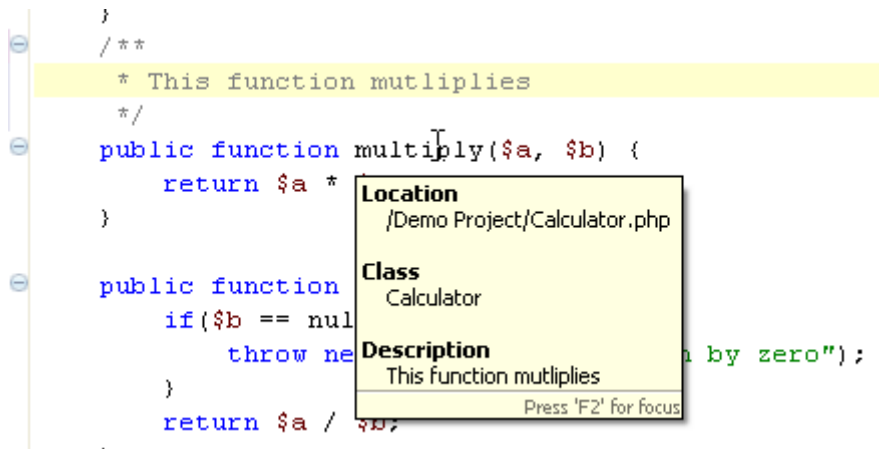 }
/**
* This function mutliplies
*/
public function multiply($a, $b) {
return $a *
}
public function
if($b == nul
throw ne
by zero");
}
return $a / $b;
Location
/Demo Project/Calculator.php
Class
Calculator
Description
This function mutliplies
Press 'F2' for focus